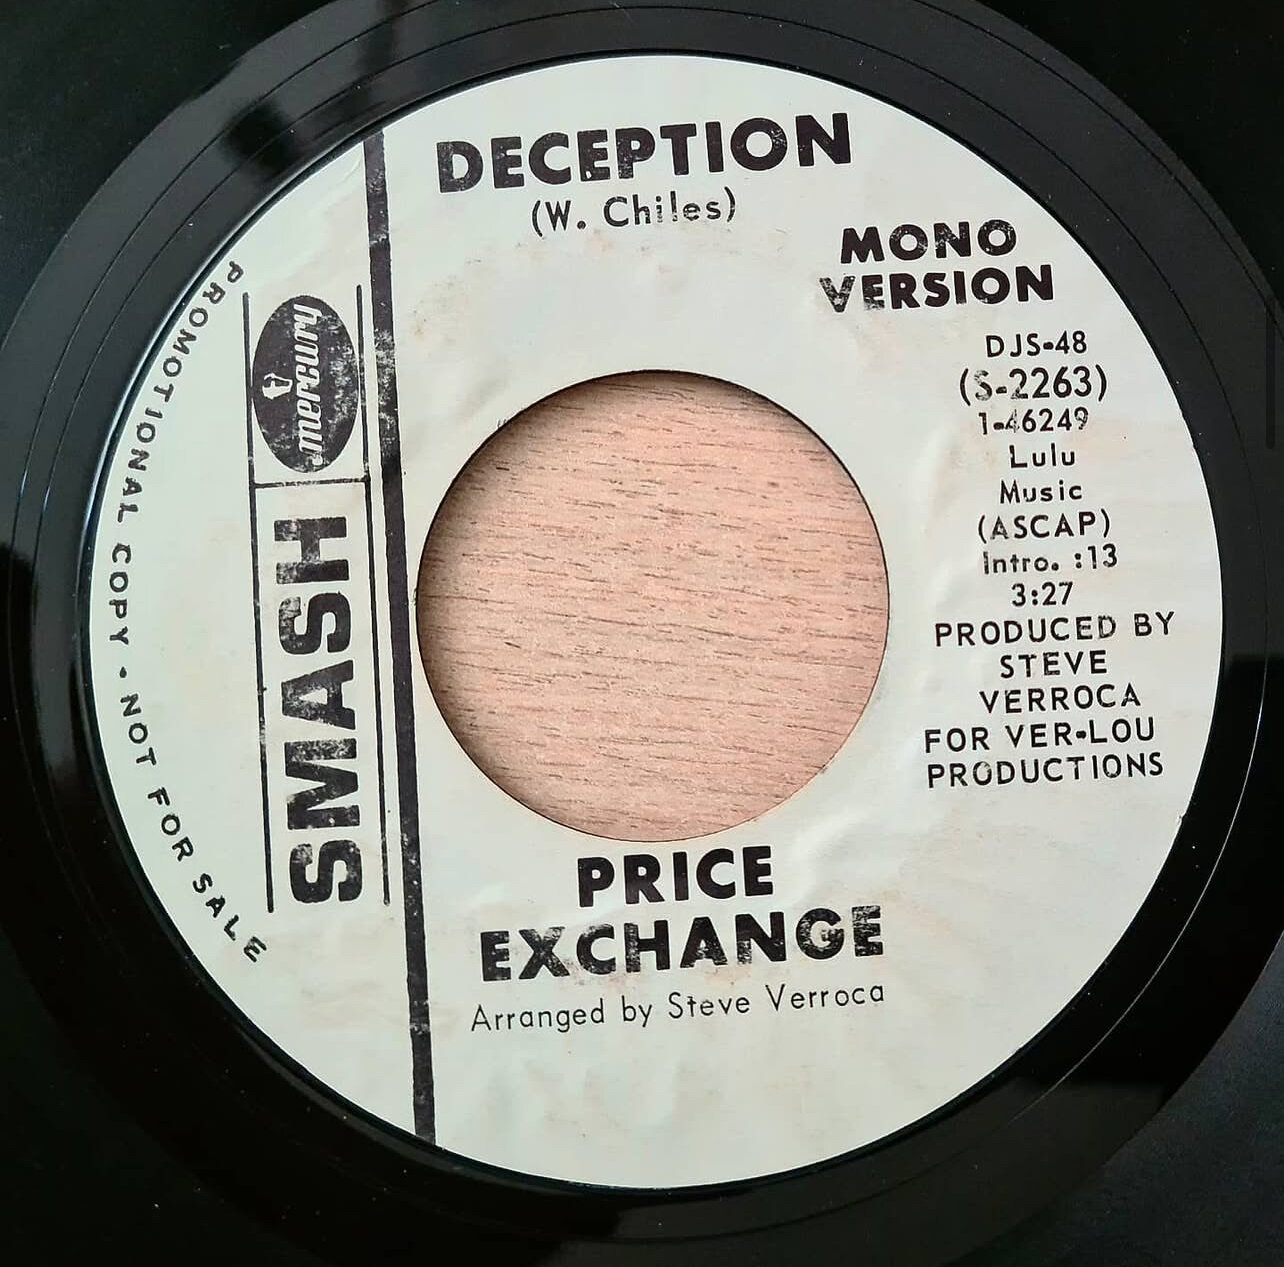 DECEPTION
(W. Chiles)
MONO
VERSION
DJS-48
(S-2263)
1-46249
Lulu
Music
(ASCAP)
Intro. :13
3:27
PRODUCED BY
STEVE
VERROCA
FOR VER-LOU
PRODUCTIONS
PRICE
EXCHANGE
Arranged by Steve Verroca
mercury
SMASH
PROMOTIONAL COPY • NOT FOR SALE